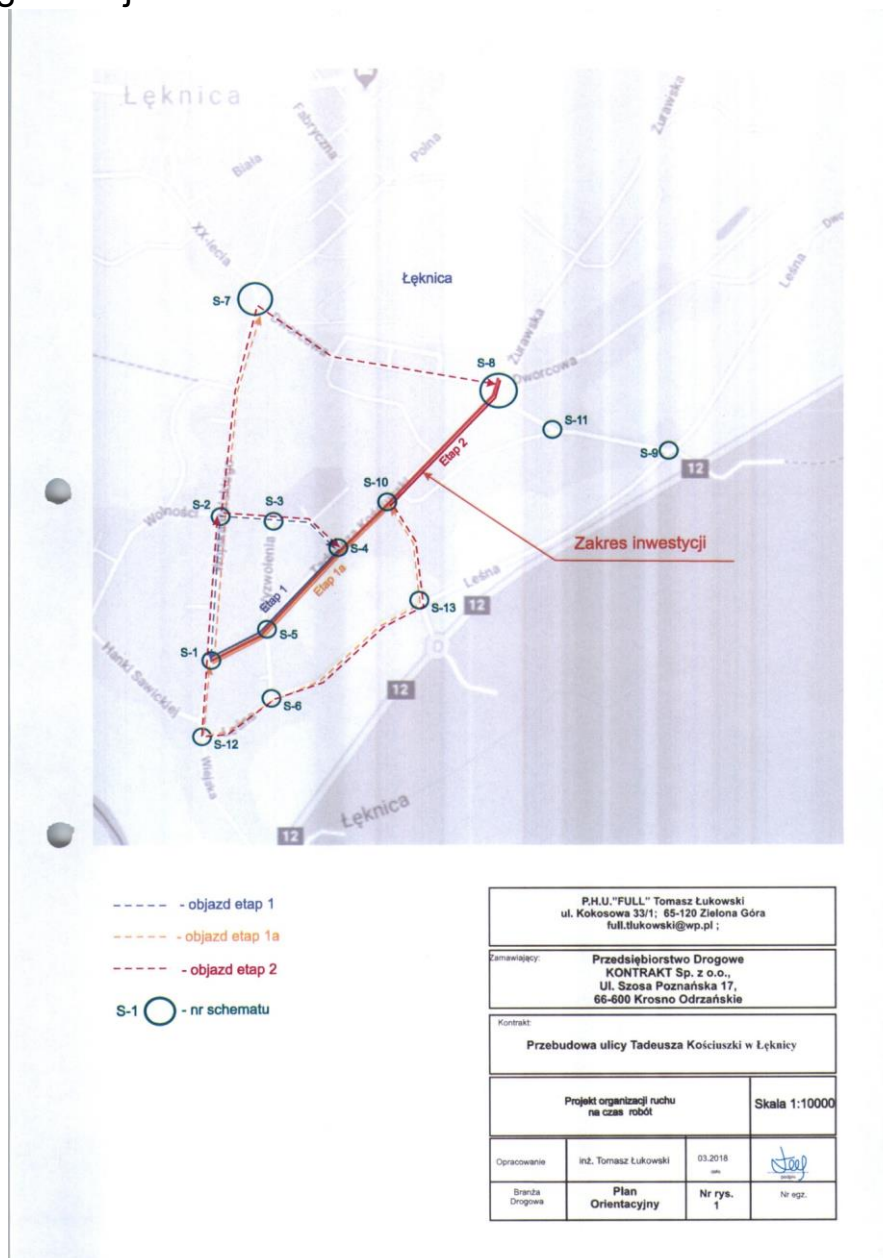 Łęknica
Fabryczna
Żurawska
Polna
Biała
XX-lecia
Leśna
Łęknica
S-7
Żurawska
S-8
Dworcowa
S-11
S-9
12
Etap 2
S-10
S-2
S-3
Wolności
Zakres inwestycji
S-4
Etap 1
Etap 1a
Leśna
S-13
12
S-5
S-1
Hanki Sawickiej
12
S-6
S-12
Wiejska
Łęknica
12
- objazd etap 1
- objazd etap 1a
- objazd etap 2
S-1 - nr schematu
P.H.U."FULL" Tomasz Łukowski
ul. Kokosowa 33/1; 65-120 Zielona Góra
full.tlukowski@wp.pl ;
Zamawiający:
Przedsiębiorstwo Drogowe
KONTRAKT Sp. z o.o.,
Ul. Szosa Poznańska 17,
66-600 Krosno Odrzańskie
Kontrakt:
Przebudowa ulicy Tadeusza Kościuszki w Łęknicy
Projekt organizacji ruchu
na czas robót
Skala 1:10000
Opracowanie
inż. Tomasz Łukowski
03.2018
Branża
Drogowa
Plan
Orientacyjny
Nr rys.
1
Nr egz.